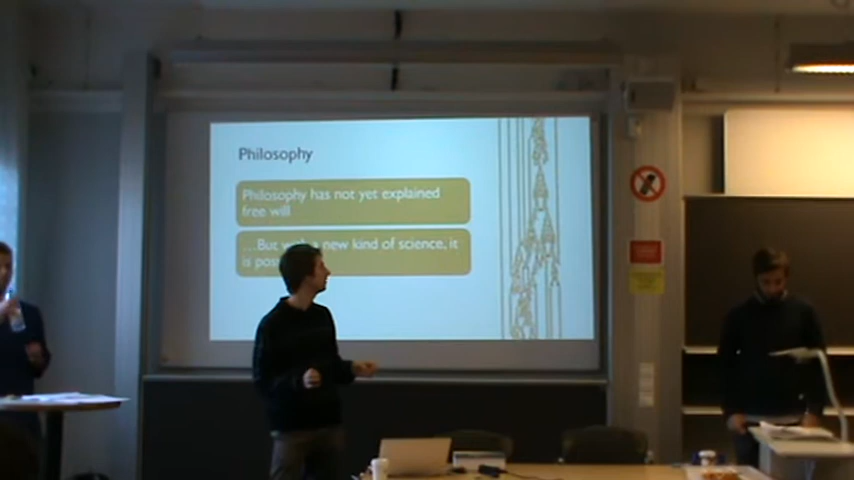 Philosophy
Philosophy has not yet explained
free will
…But a new kind of science, it
is